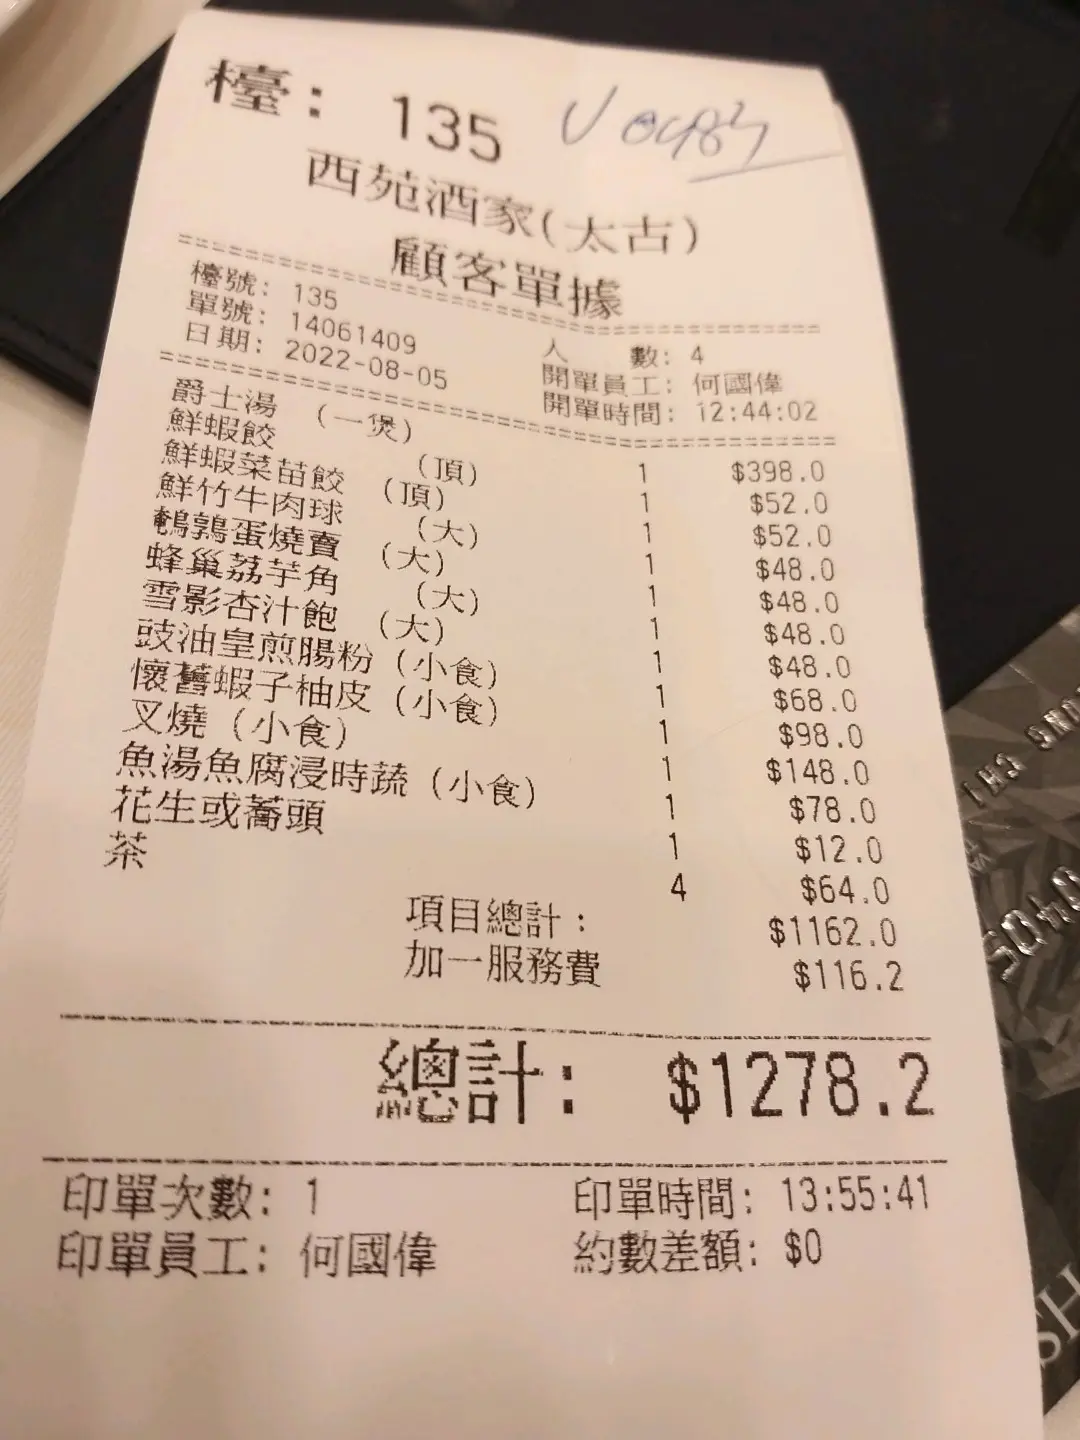 檯: 135
西苑酒家(太古)
顧客單據
檯號: 135 人 數: 4
單號: 14061409 開單員工: 何國偉
日期: 2022-08-05 開單時間: 12:44:02
爵士湯 (一煲) 1 $398.0
鮮蝦餃 (頂) 1 $52.0
鮮蝦菜苗餃 (頂) 1 $52.0
鮮竹牛肉球 (大) 1 $48.0
鵪鶉蛋燒賣 (大) 1 $48.0
蜂巢荔芋角 (大) 1 $48.0
雪影杏汁飽 (大) 1 $48.0
豉油皇煎腸粉 (小食) 1 $68.0
懷舊蝦子柚皮 (小食) 1 $98.0
叉燒 (小食) 1 $148.0
魚湯魚腐浸時蔬 (小食) 1 $78.0
花生或蕎頭 1 $12.0
茶 4 $64.0
項目總計: $1162.0
加一服務費 $116.2
總計: $1278.2
印單次數: 1 印單時間: 13:55:41
印單員工: 何國偉 約數差額: $0